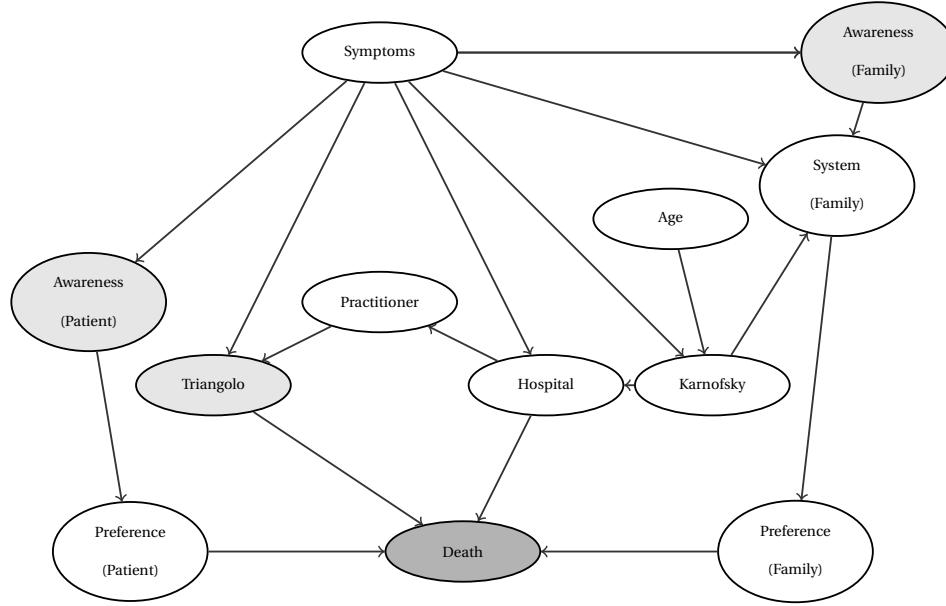 Symptoms
Awareness
(Family)
System
(Family)
Age
Awareness
(Patient)
Practitioner
Triangolo
Hospital
Karnofsky
Preference
(Patient)
Death
Preference
(Family)